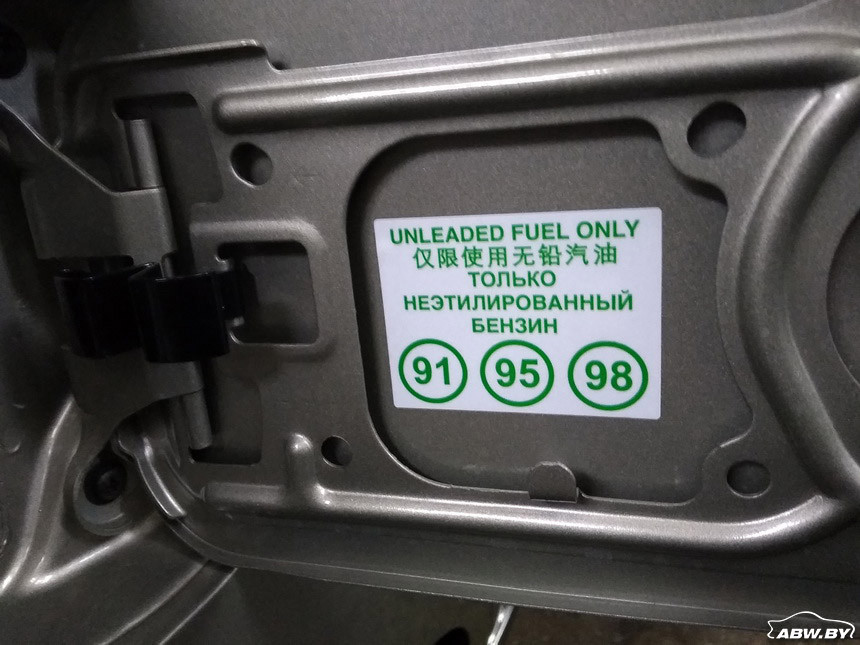 UNLEADED FUEL ONLY
仅限使用无铅汽油
ТОЛЬКО
НЕЭТИЛИРОВАННЫЙ
БЕНЗИН
91 95 98
ABW.BY